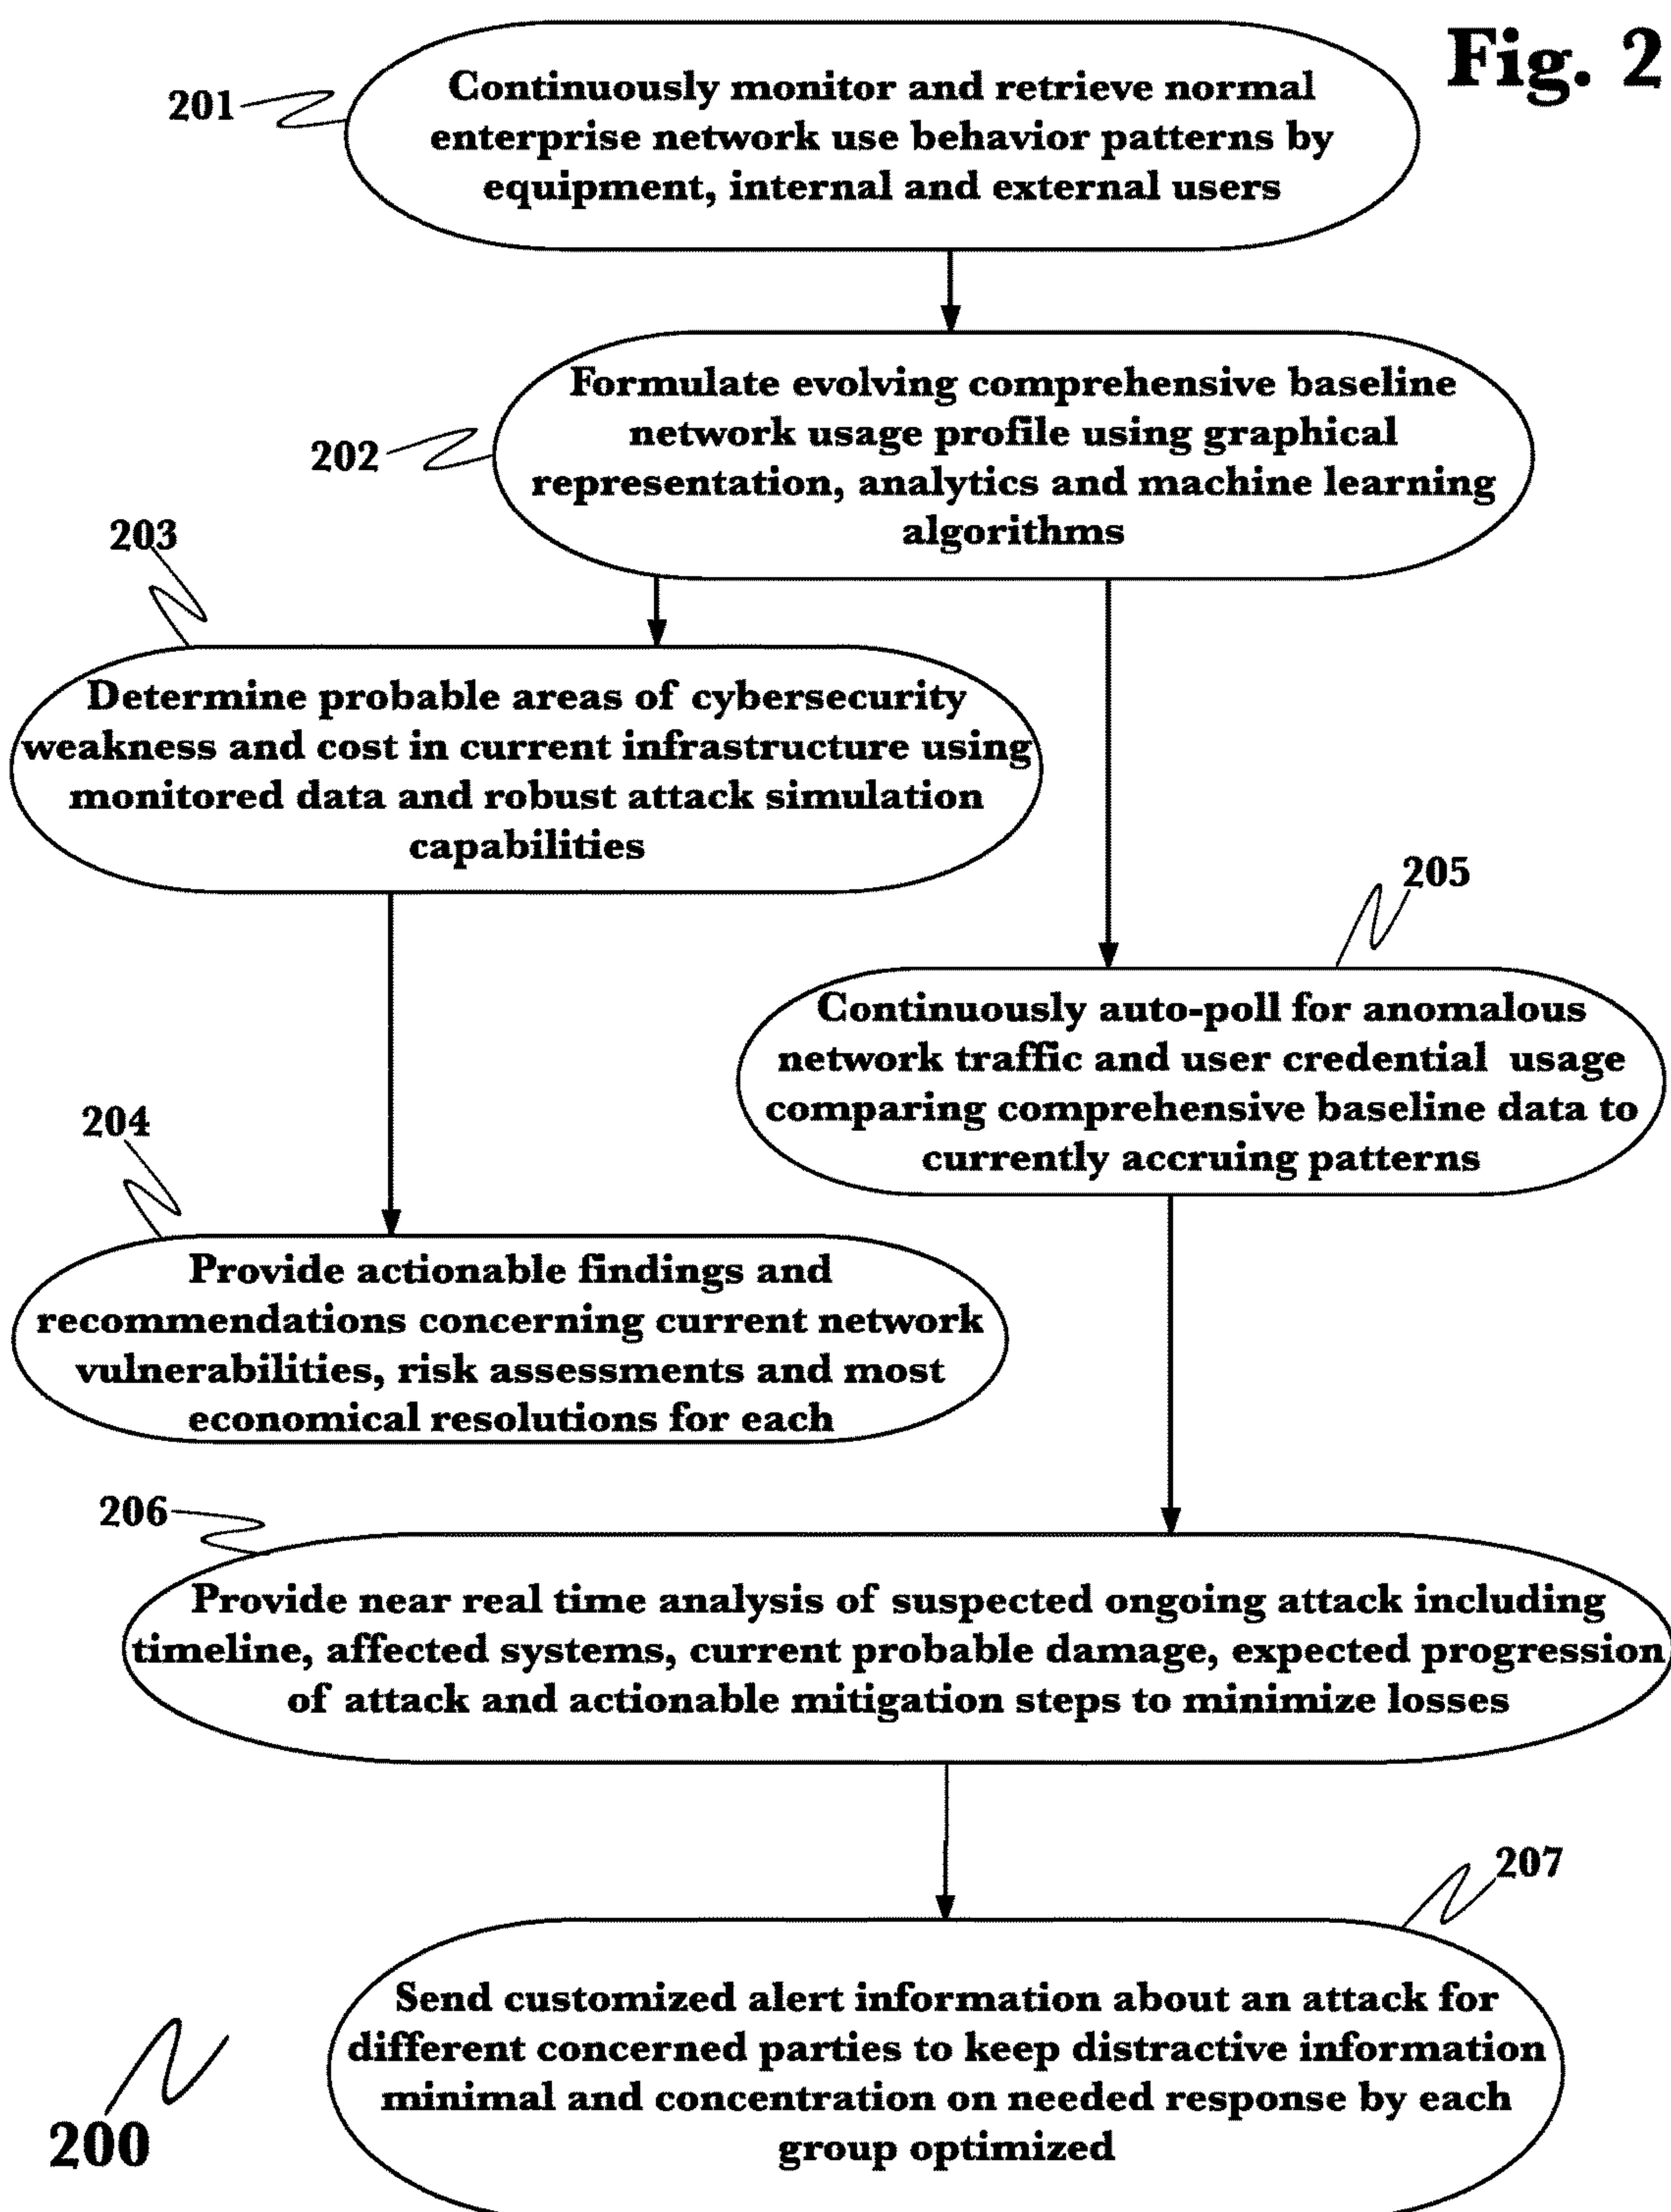 Fig. 2
201
Continuously monitor and retrieve normal
enterprise network use behavior patterns by
equipment, internal and external users
202
Formulate evolving comprehensive baseline
network usage profile using graphical
representation, analytics and machine learning
algorithms
203
Determine probable areas of cybersecurity
weakness and cost in current infrastructure using
monitored data and robust attack simulation
capabilities
205
Continuously auto-poll for anomalous
network traffic and user credential usage
comparing comprehensive baseline data to
currently accruing patterns
204
Provide actionable findings and
recommendations concerning current network
vulnerabilities, risk assessments and most
economical resolutions for each
206
Provide near real time analysis of suspected ongoing attack including
timeline, affected systems, current probable damage, expected progression
of attack and actionable mitigation steps to minimize losses
207
Send customized alert information about an attack for
different concerned parties to keep distractive information
minimal and concentration on needed response by each
group optimized
200